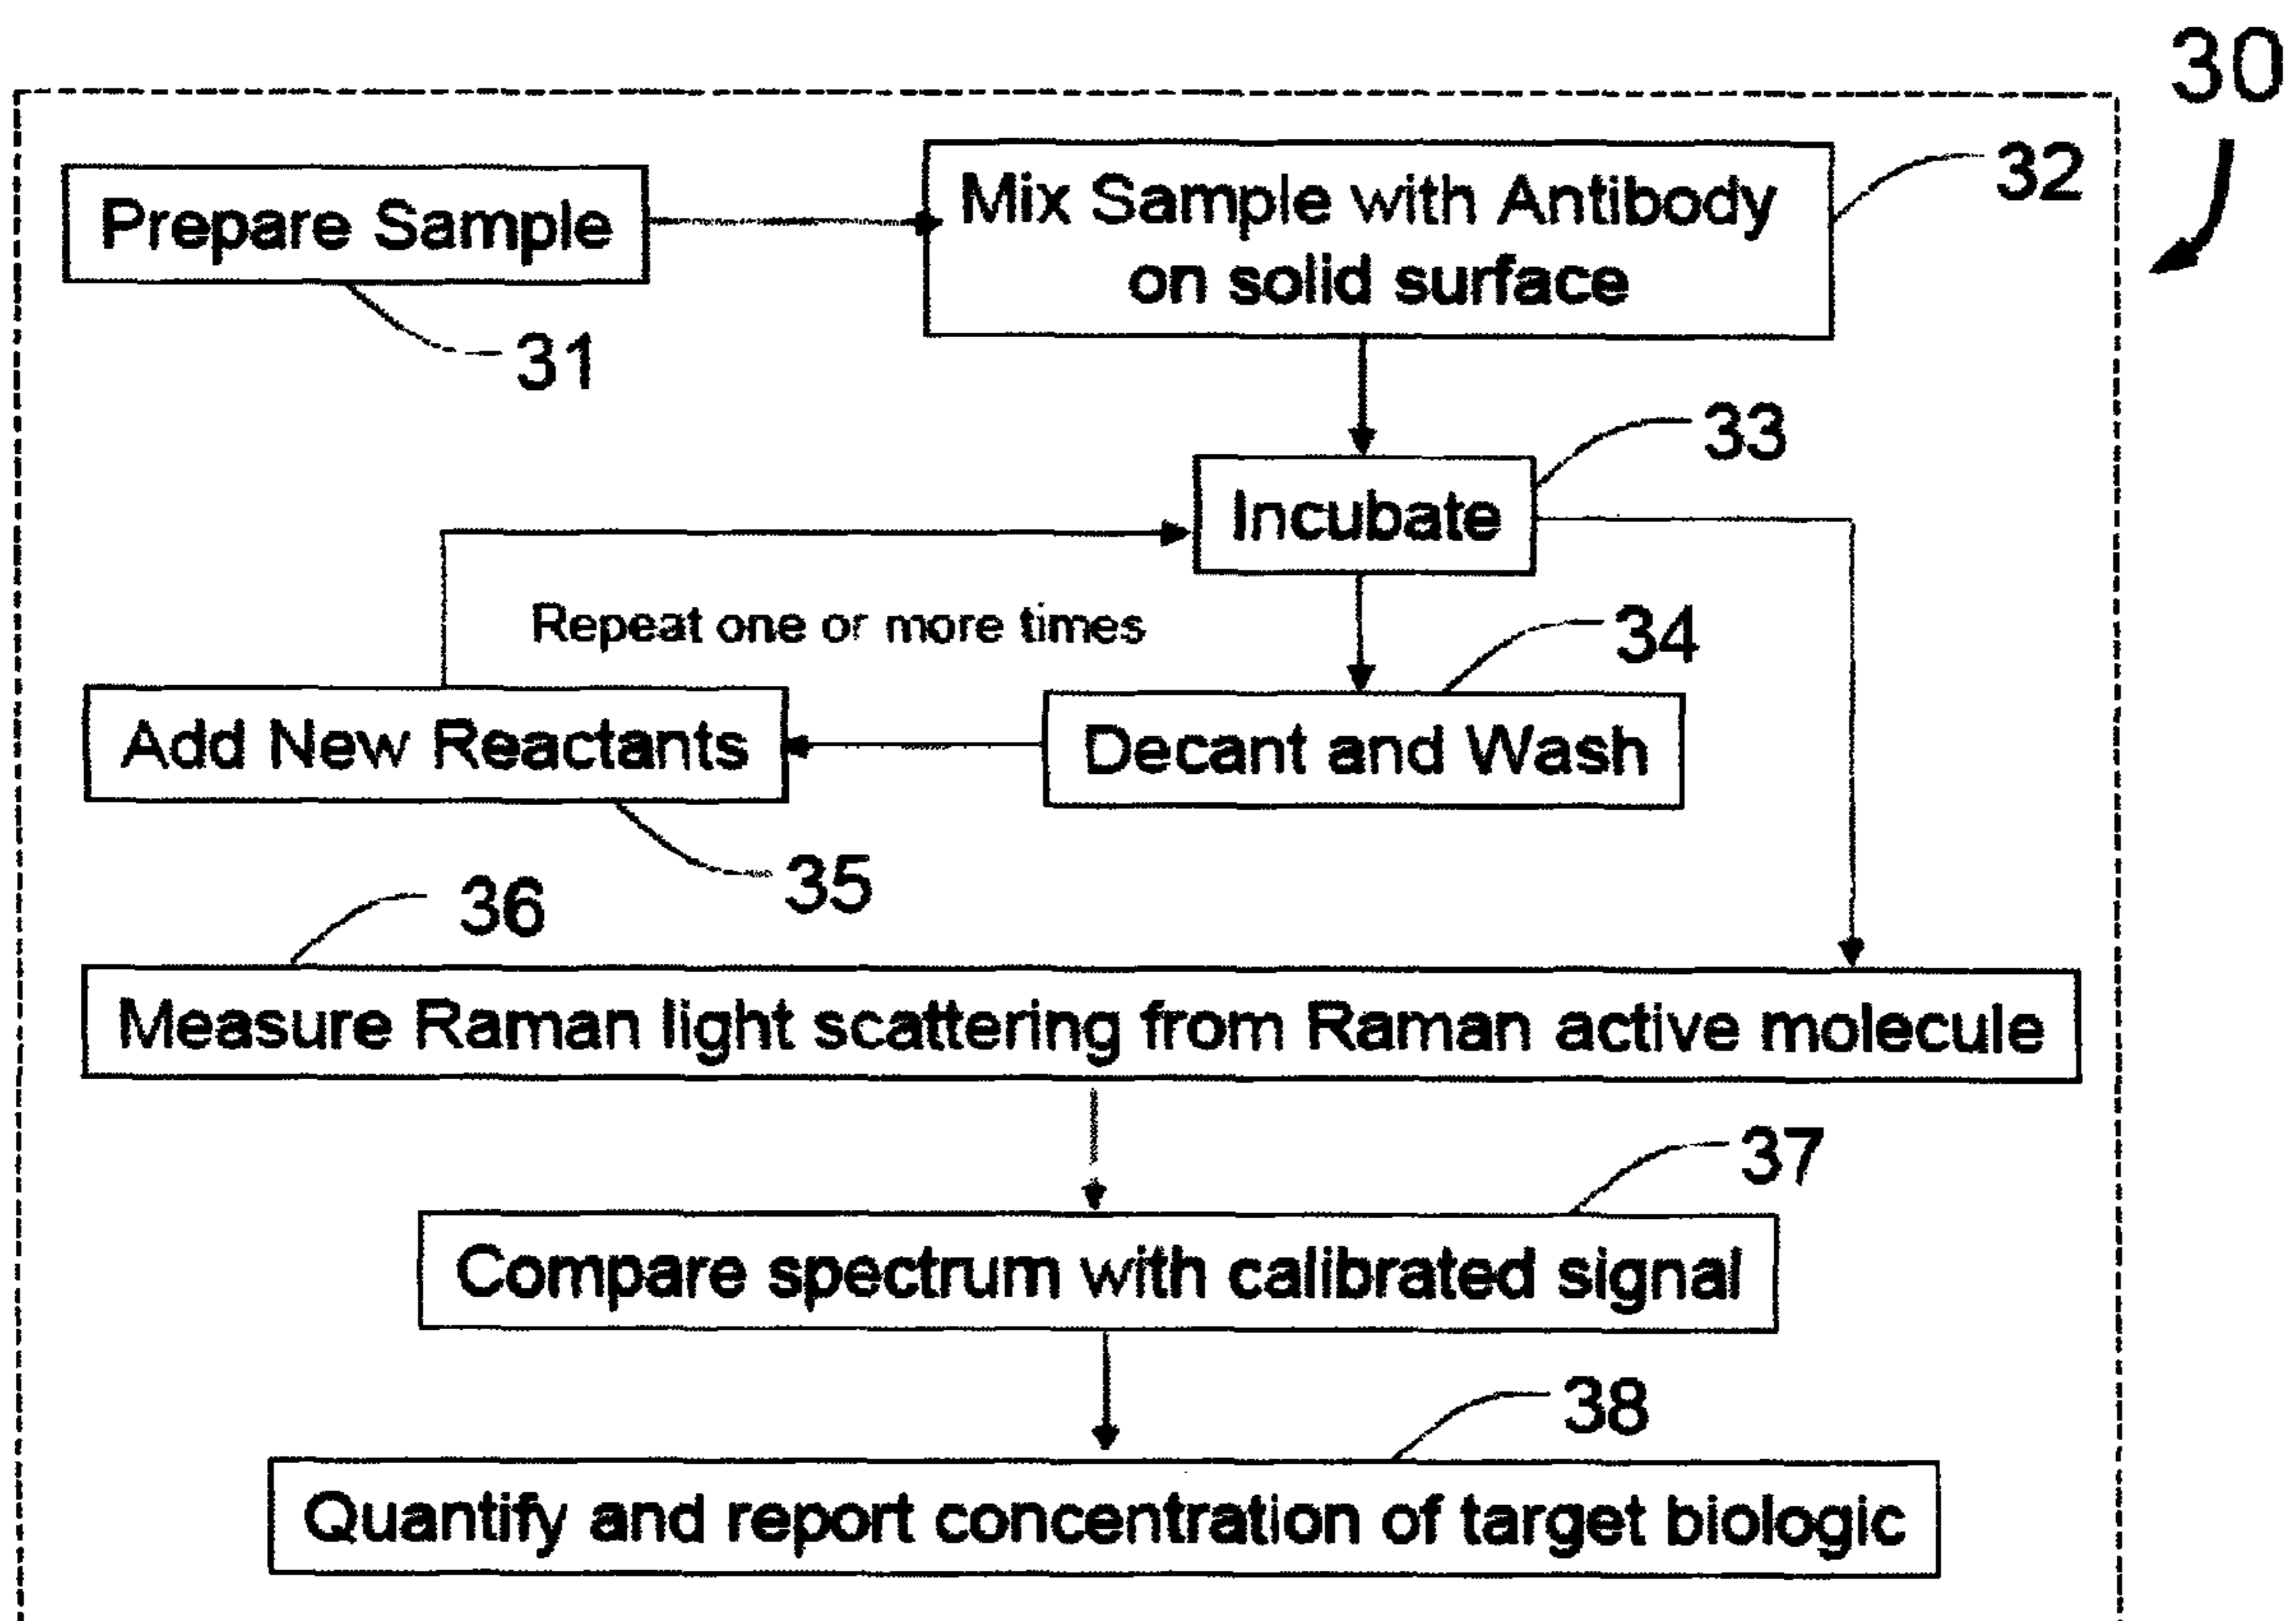 30
Prepare Sample
31
Mix Sample with Antibody
on solid surface
32
Incubate
33
Repeat one or more times
34
Add New Reactants
Decant and Wash
35
36
Measure Raman light scattering from Raman active molecule
37
Compare spectrum with calibrated signal
38
Quantify and report concentration of target biologic